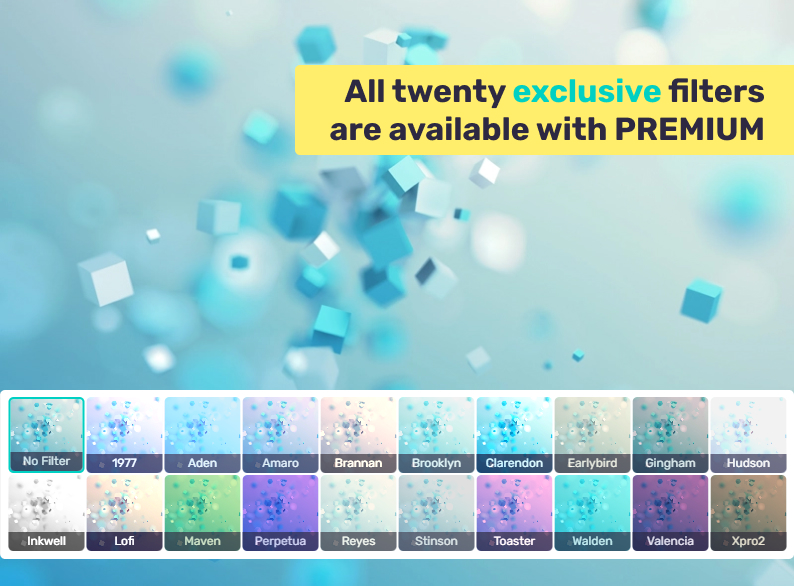 All twenty exclusive filters
are available with PREMIUM
No Filter 1977 Aden Amaro Brannan Brooklyn Clarendon Earlybird Gingham Hudson
Inkwell Lofi Maven Perpetua Reyes Stinson Toaster Walden Valencia Xpro2